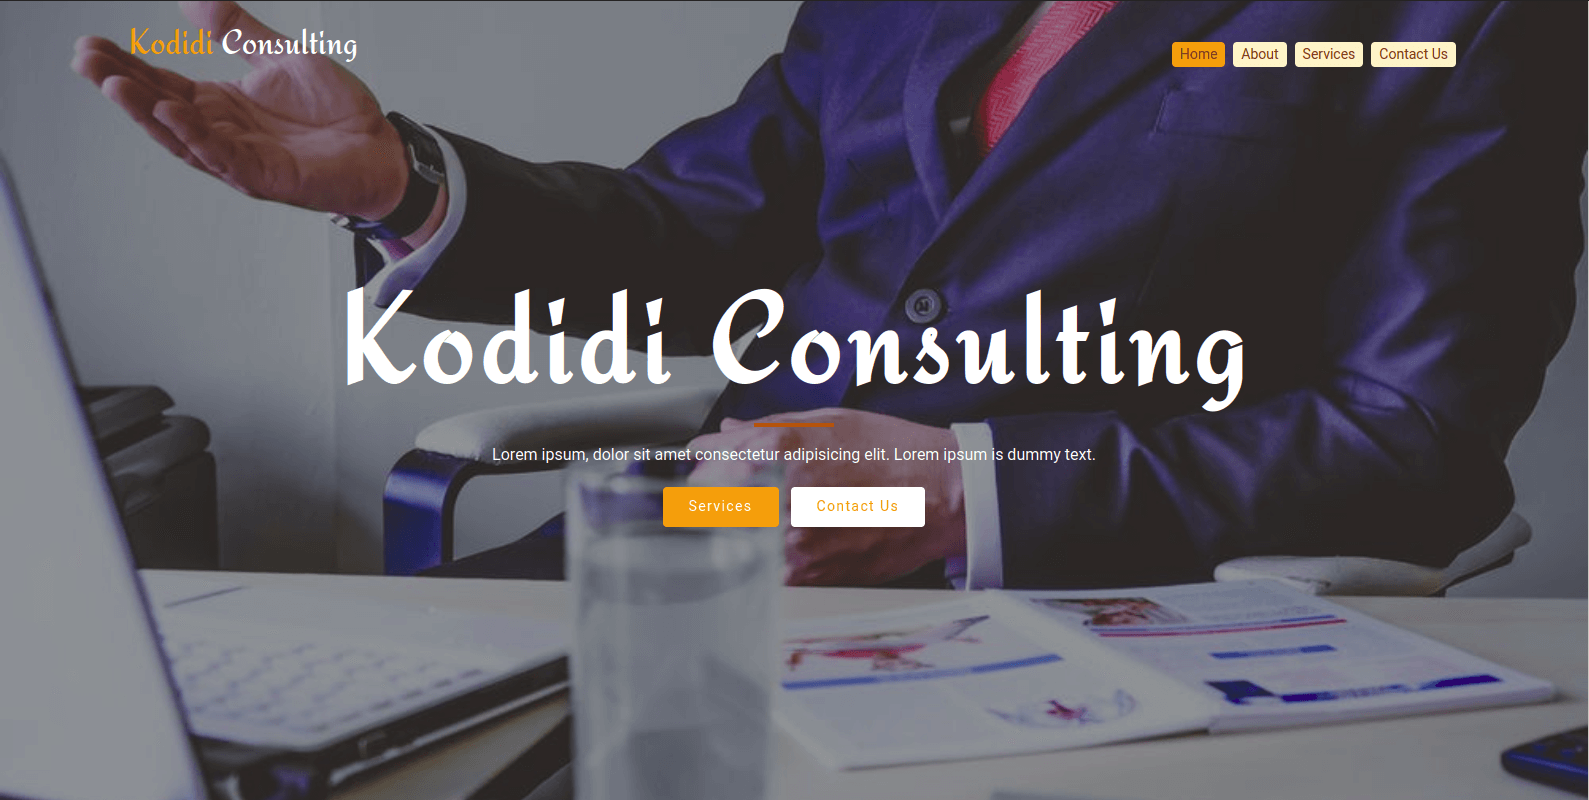 Kodidi Consulting
Home
About
Services
Contact Us
Kodidi Consulting
Lorem ipsum, dolor sit amet consectetur adipisicing elit. Lorem ipsum is dummy text.
Services
Contact Us